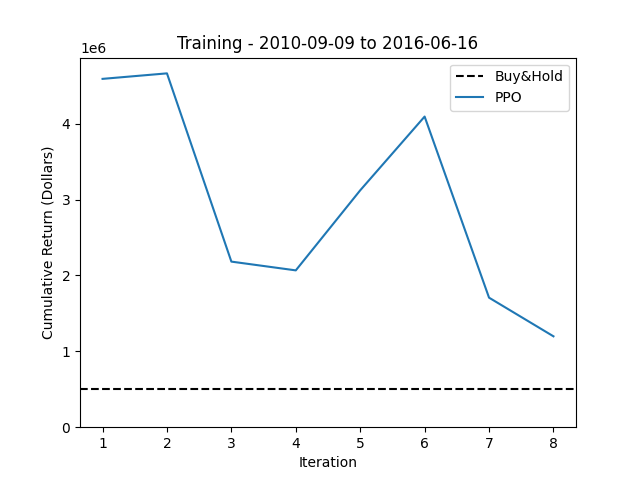 Training - 2010-09-09 to 2016-06-16
1e6
Buy&Hold
PPO
Cumulative Return (Dollars)
4
3
2
1
0
1 2 3 4 5 6 7 8
Iteration